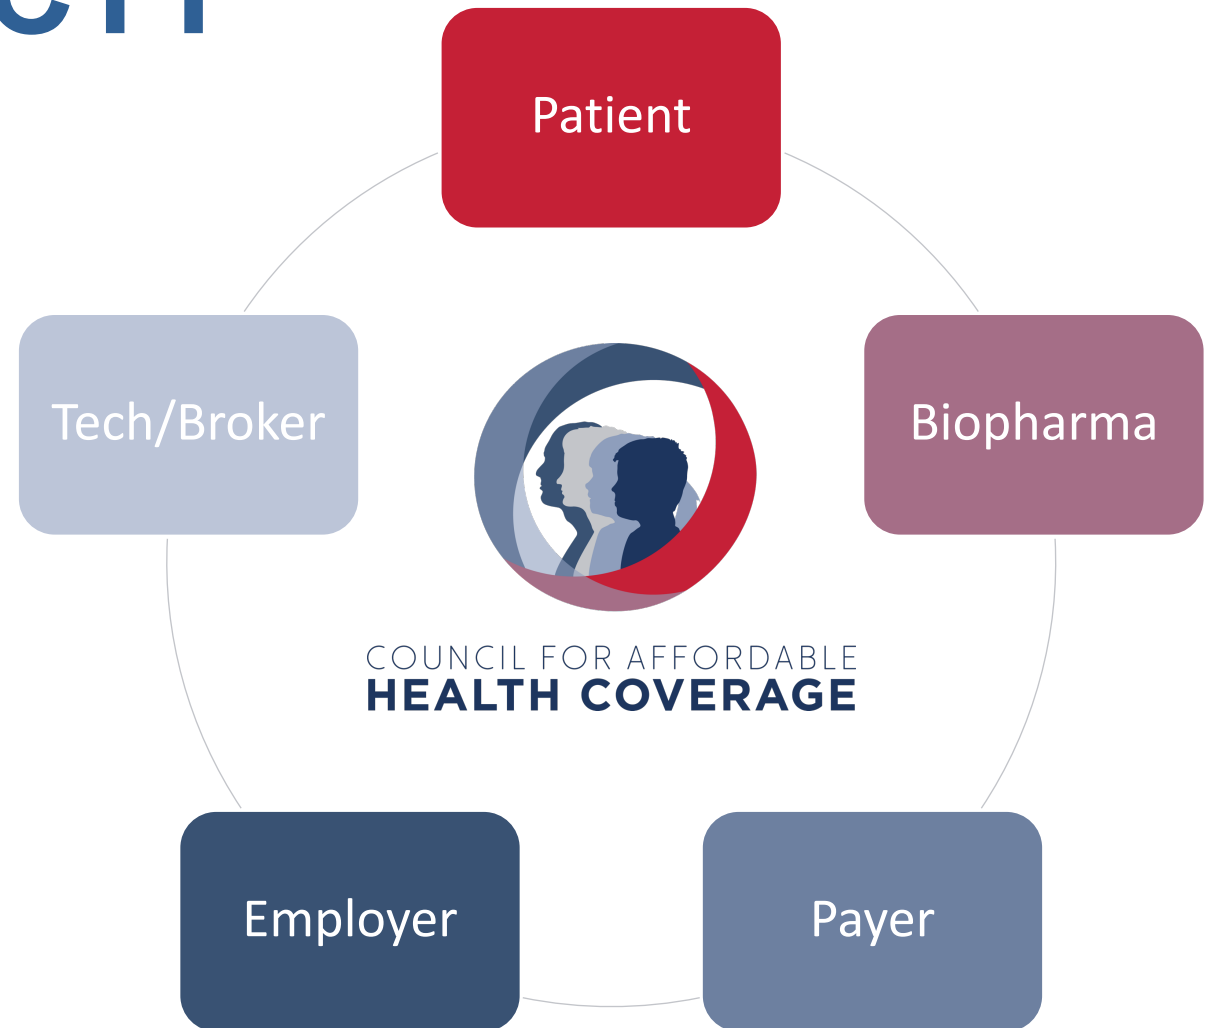 Patient
Tech/Broker
Biopharma
COUNCIL FOR AFFORDABLE
HEALTH COVERAGE
Employer
Payer